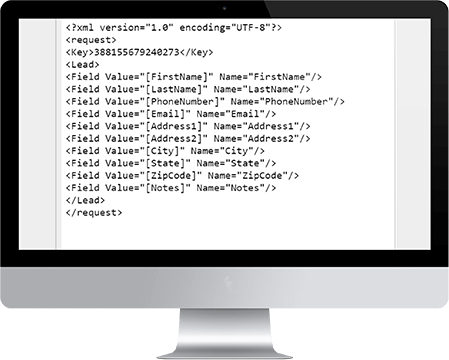 <?xml version="1.0" encoding="UTF-8"?>
<request>
<Key>388155679240273</Key>
<Lead>
<Field Value="[FirstName]" Name="FirstName"/>
<Field Value="[LastName]" Name="LastName"/>
<Field Value="[PhoneNumber]" Name="PhoneNumber"/>
<Field Value="[Email]" Name="Email"/>
<Field Value="[Address1]" Name="Address1"/>
<Field Value="[Address2]" Name="Address2"/>
<Field Value="[City]" Name="City"/>
<Field Value="[State]" Name="State"/>
<Field Value="[ZipCode]" Name="ZipCode"/>
<Field Value="[Notes]" Name="Notes"/>
</Lead>
</request>